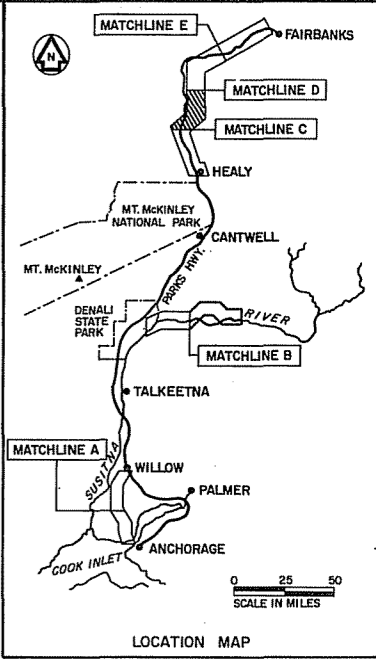 MATCHLINE E
FAIRBANKS
N
MATCHLINE D
MATCHLINE C
HEALY
MT. McKINLEY
NATIONAL PARK
CANTWELL
MT. McKINLEY
PARKS HWY.
DENALI
STATE
PARK
RIVER
MATCHLINE B
TALKEETNA
MATCHLINE A
SUSITNA
WILLOW
PALMER
ANCHORAGE
COOK INLET
0 25 50
SCALE IN MILES
LOCATION MAP